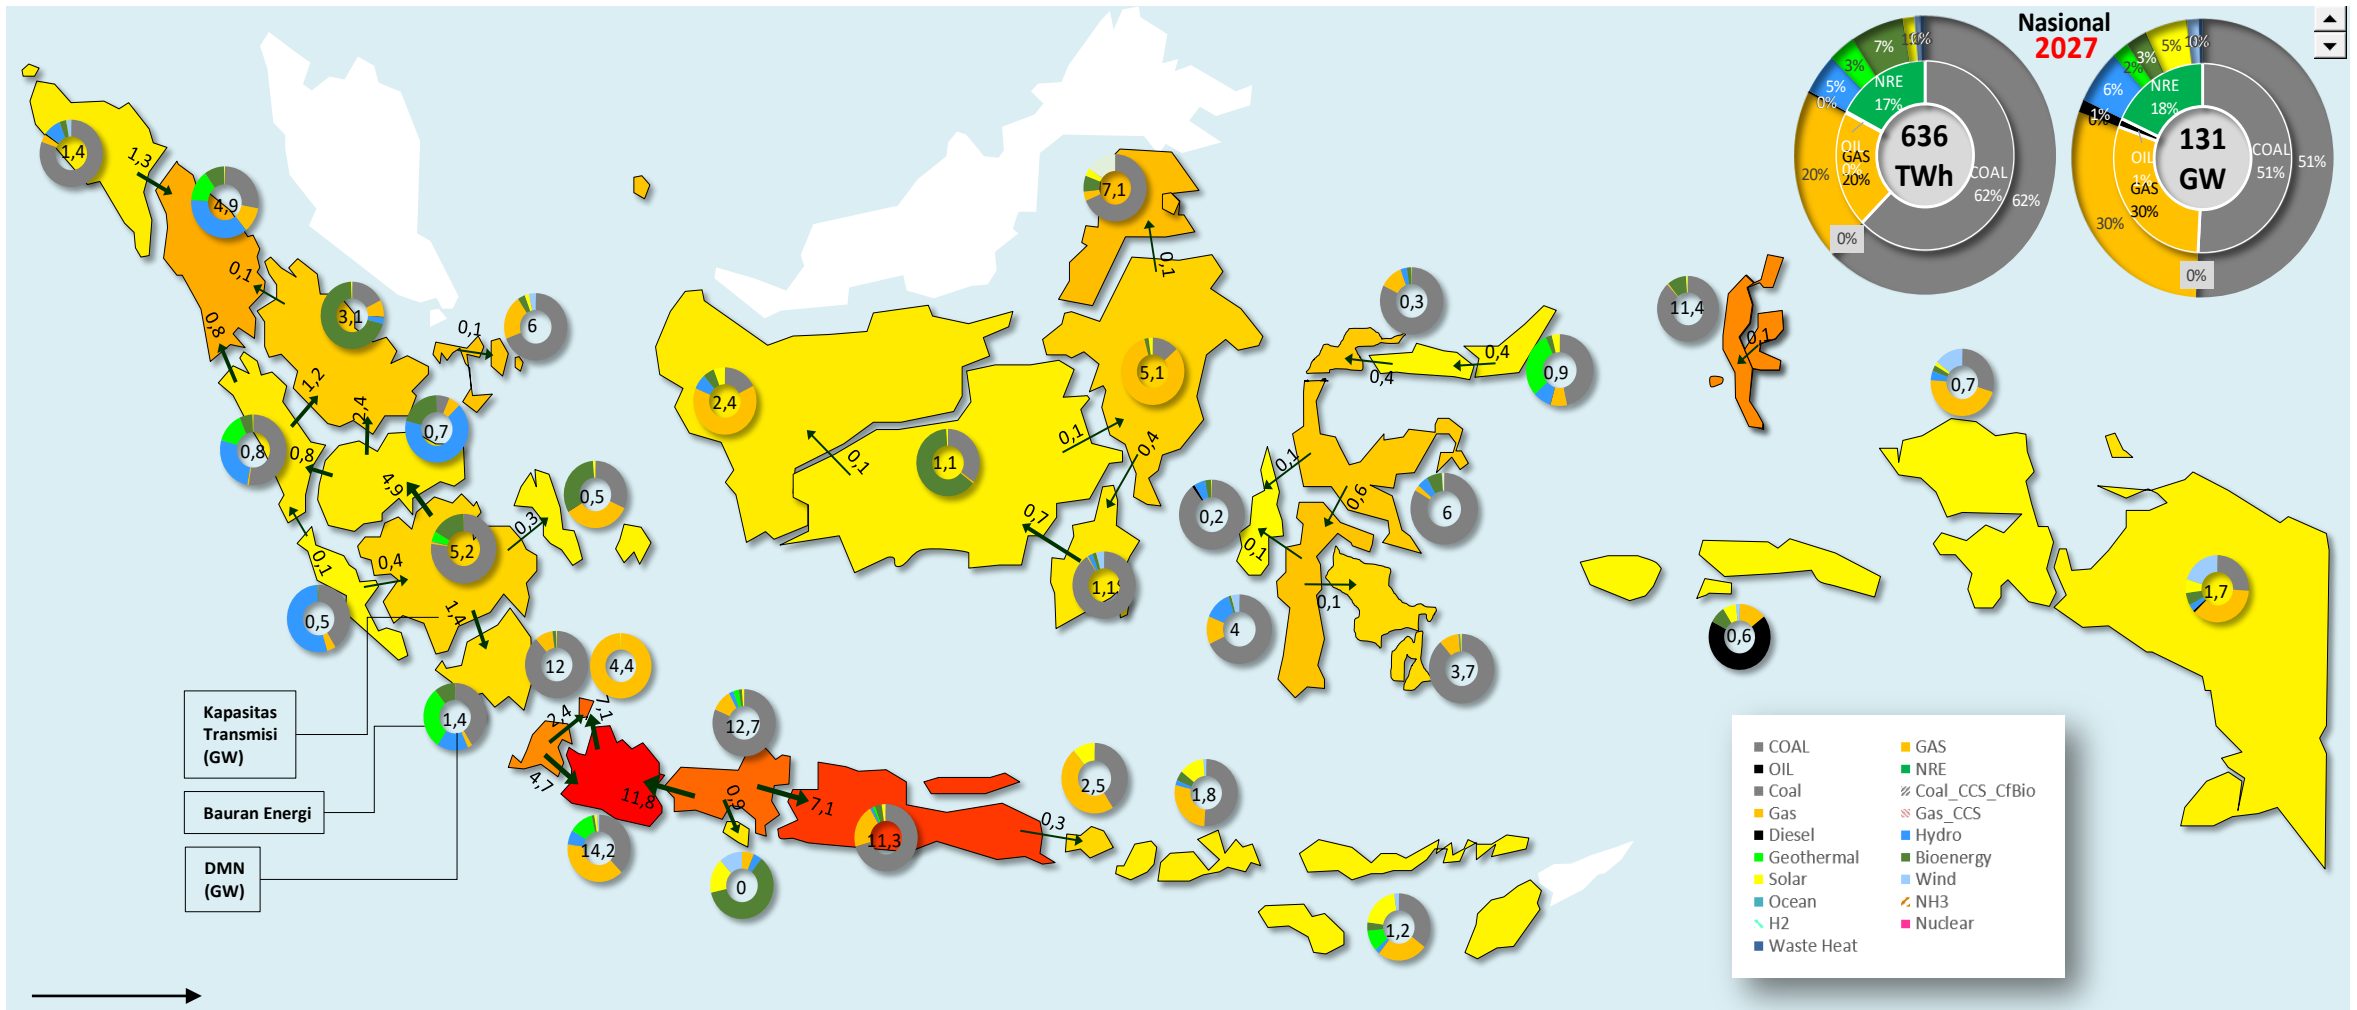 Nasional
2027
636
TWh
COAL
62%
62%
GAS
20%
20%
OIL
0%
0%
0%
NRE
17%
5%
3%
7%
131
GW
COAL
51%
51%
GAS
30%
30%
OIL
1%
1%
0%
0%
NRE
18%
6%
2%
3%
5%
1,4
1,3
4,9
0,1
0,8
3,1
1,2
2,4
0,1
6
0,7
0,8
0,8
4,9
5,2
0,3
0,5
0,1
0,4
0,5
1,4
12
4,4
1,4
2,4
7,1
4,7
11,8
14,2
12,7
0,9
0
7,1
11,3
0,3
2,5
1,8
1,2
7,1
0,1
5,1
0,1
0,4
2,4
0,1
1,1
0,7
1,1
0,3
0,4
0,4
0,9
0,1
0,6
0,2
0,1
6
4
0,1
3,7
11,4
0,1
0,7
0,6
1,7
Kapasitas
Transmisi
(GW)
Bauran Energi
DMN
(GW)
COAL
GAS
OIL
NRE
Coal
Coal_CCS_CfBio
Gas
Gas_CCS
Diesel
Hydro
Geothermal
Bioenergy
Solar
Wind
Ocean
NH3
H2
Nuclear
Waste Heat